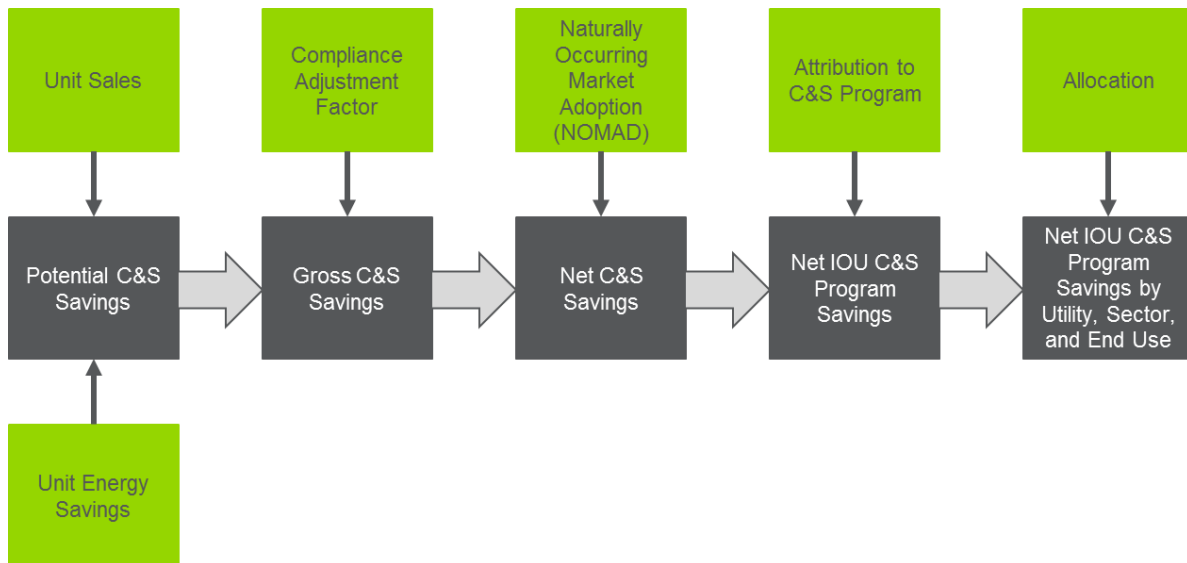 Unit Sales
Compliance
Adjustment
Factor
Naturally
Occurring
Market
Adoption
(NOMAD)
Attribution to
C&S Program
Allocation
Potential C&S
Savings
Gross C&S
Savings
Net C&S
Savings
Net IOU C&S
Program
Savings
Net IOU C&S
Program
Savings by
Utility, Sector,
and End Use
Unit Energy
Savings